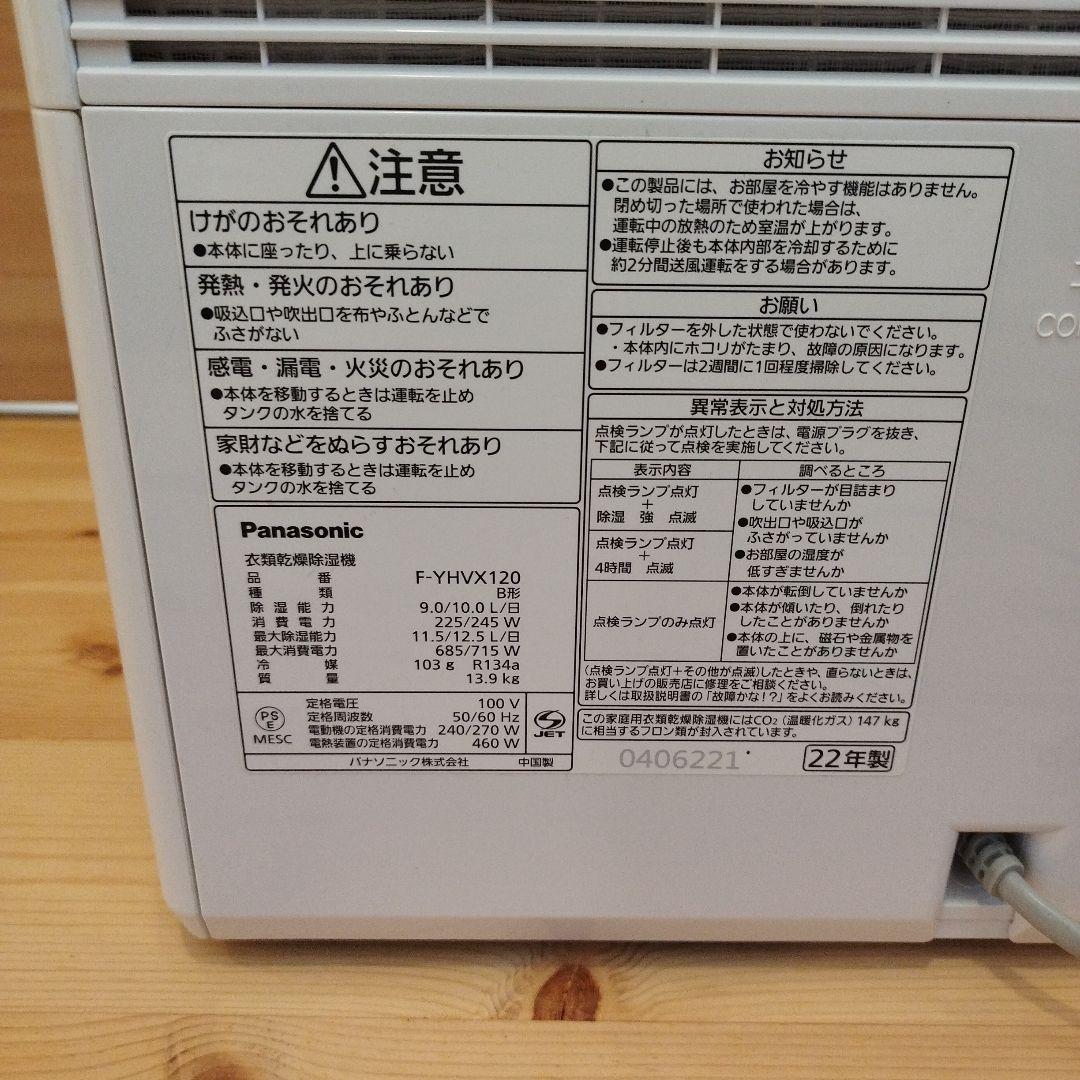 注意
けがのおそれあり
●本体に座ったり、上に乗らない
発熱・発火のおそれあり
●吸込口や吹出口を布やふとんなどで
ふさがない
感電・漏電・火災のおそれあり
●本体を移動するときは運転を止め
タンクの水を捨てる
家財などをぬらすおそれあり
●本体を移動するときは運転を止め
タンクの水を捨てる
Panasonic
衣類乾燥除湿機
品番 F-YHVX120
種類 B形
除湿能力 9.0/10.0 L/日
消費電力 225/245 W
最大除湿能力 11.5/12.5 L/日
最大消費電力 685/715 W
冷媒 103 g R134a
質量 13.9 kg
PS
E
MESC
定格電圧 100 V
定格周波数 50/60 Hz
電動機の定格消費電力 240/270 W
電熱装置の定格消費電力 460 W
JET
パナソニック株式会社 中国製
お知らせ
●この製品には、お部屋を冷やす機能はありません。
閉め切った場所で使われた場合は、
運転中の放熱のため室温が上がります。
●運転停止後も本体内部を冷却するために
約2分間送風運転をする場合があります。
お願い
●フィルターを外した状態で使わないでください。
・本体内にホコリがたまり、故障の原因になります。
●フィルターは2週間に1回程度掃除してください。
異常表示と対処方法
点検ランプが点灯したときは、電源プラグを抜き、
下記に従って点検を実施してください。
表示内容 調べるところ
点検ランプ点灯
+
除湿 強 点滅
点検ランプ点灯
+
4時間 点滅
●フィルターが目詰まり
していませんか
●吹出口や吸込口が
ふさがっていませんか
●お部屋の湿度が
低すぎませんか
点検ランプのみ点灯
●本体が転倒していませんか
●本体が傾いたり、倒れたり
したことがありませんか
●本体の上に、磁石や金属物を
置いたことがありませんか
(点検ランプ点灯+その他が点滅)したときや、直らないときは、
お買い上げの販売店に修理をご相談ください。
詳しくは取扱説明書の「故障かな!?」をよくお読みください。
この家庭用衣類乾燥除湿機にはCO₂(温暖化ガス)147 kg
に相当するフロン類が封入されています。
0406221
22年製
CO